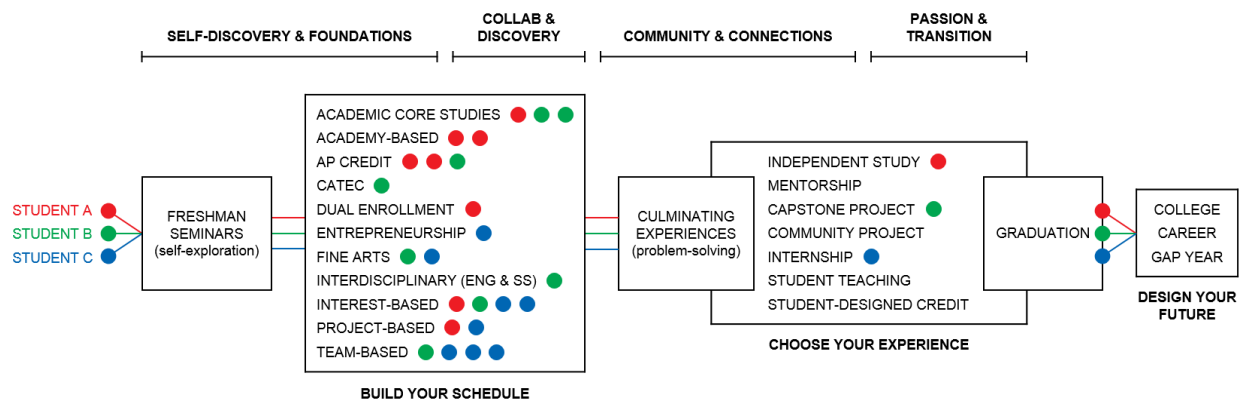 SELF-DISCOVERY & FOUNDATIONS
COLLAB &
DISCOVERY
COMMUNITY & CONNECTIONS
PASSION &
TRANSITION
STUDENT A
STUDENT B
STUDENT C
FRESHMAN
SEMINARS
(self-exploration)
ACADEMIC CORE STUDIES
ACADEMY-BASED
AP CREDIT
CATEC
DUAL ENROLLMENT
ENTREPRENEURSHIP
FINE ARTS
INTERDISCIPLINARY (ENG & SS)
INTEREST-BASED
PROJECT-BASED
TEAM-BASED
BUILD YOUR SCHEDULE
CULMINATING
EXPERIENCES
(problem-solving)
INDEPENDENT STUDY
MENTORSHIP
CAPSTONE PROJECT
COMMUNITY PROJECT
INTERNSHIP
STUDENT TEACHING
STUDENT-DESIGNED CREDIT
CHOOSE YOUR EXPERIENCE
GRADUATION
COLLEGE
CAREER
GAP YEAR
DESIGN YOUR
FUTURE